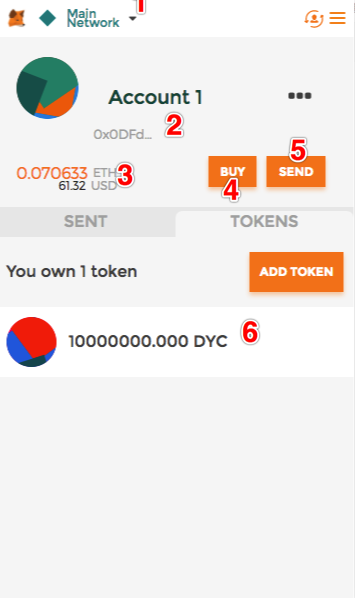 1
Main
Network
Account 1
0x0DFd...
2
0.070633 ETH 3
61.32 USD
BUY
4
5
SEND
SENT
TOKENS
You own 1 token
ADD TOKEN
10000000.000 DYC
6